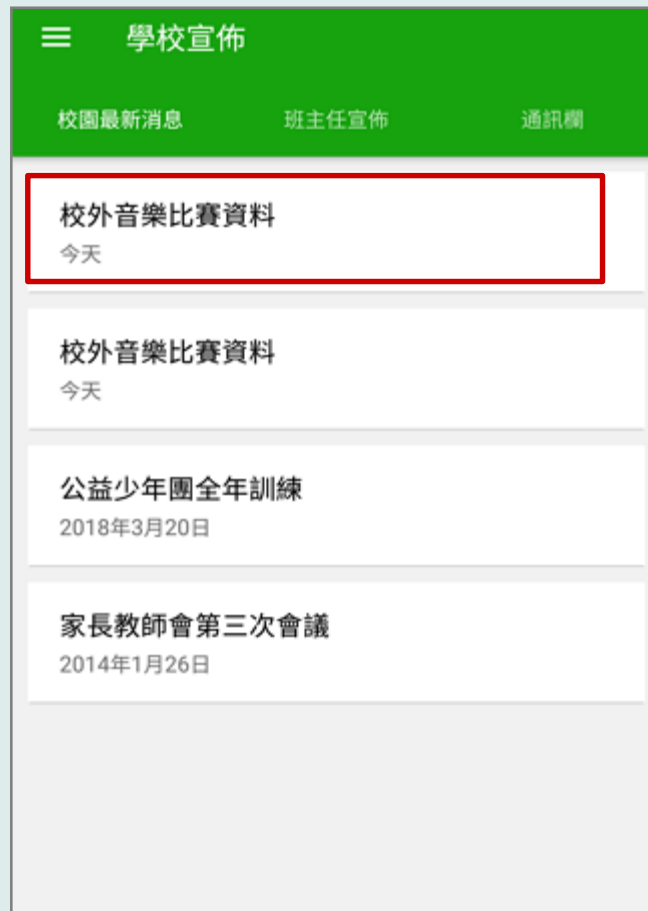 學校宣佈
校園最新消息 班主任宣佈 通訊欄
校外音樂比賽資料
今天
校外音樂比賽資料
今天
公益少年團全年訓練
2018年3月20日
家長教師會第三次會議
2014年1月26日